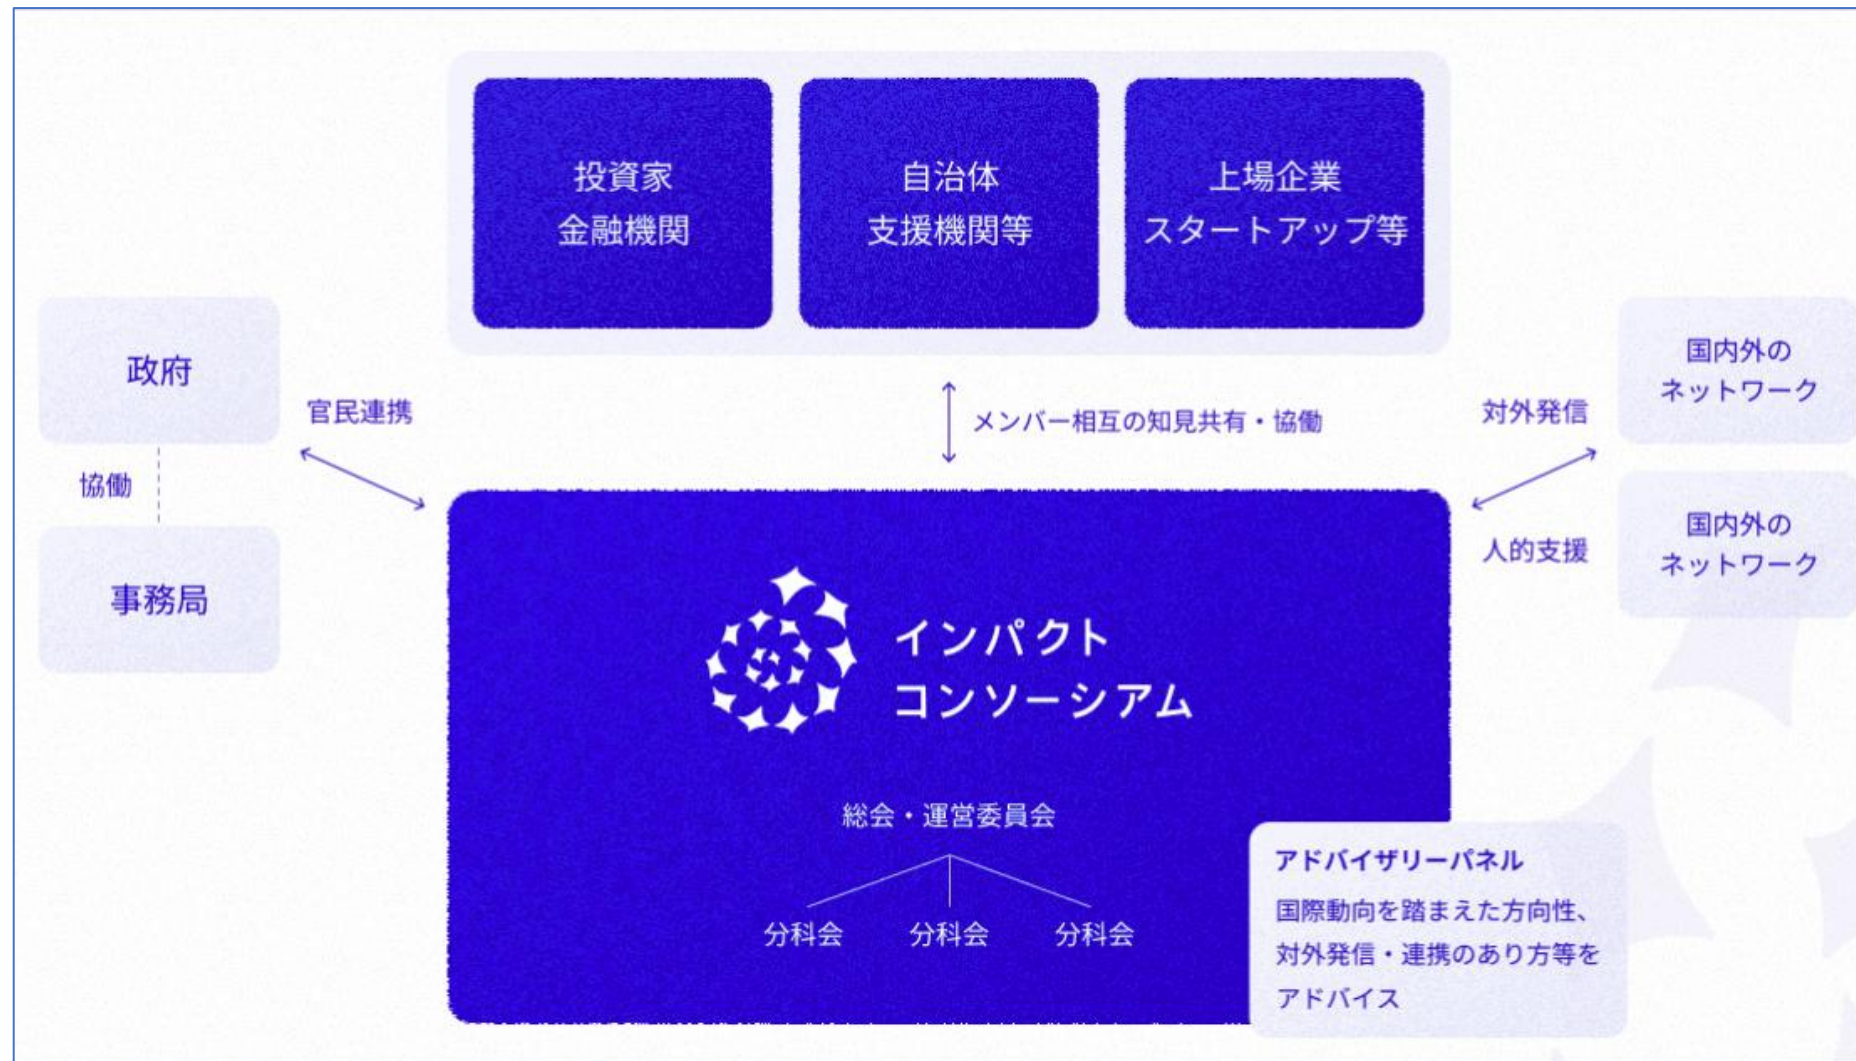 投資家
金融機関
自治体
支援機関等
上場企業
スタートアップ等
政府
官民連携
協働
事務局
メンバー相互の知見共有・協働
対外発信
国内外の
ネットワーク
人的支援
国内外の
ネットワーク
インパクト
コンソーシアム
総会・運営委員会
分科会
分科会
分科会
アドバイザリーパネル
国際動向を踏まえた方向性、
対外発信・連携のあり方等を
アドバイス